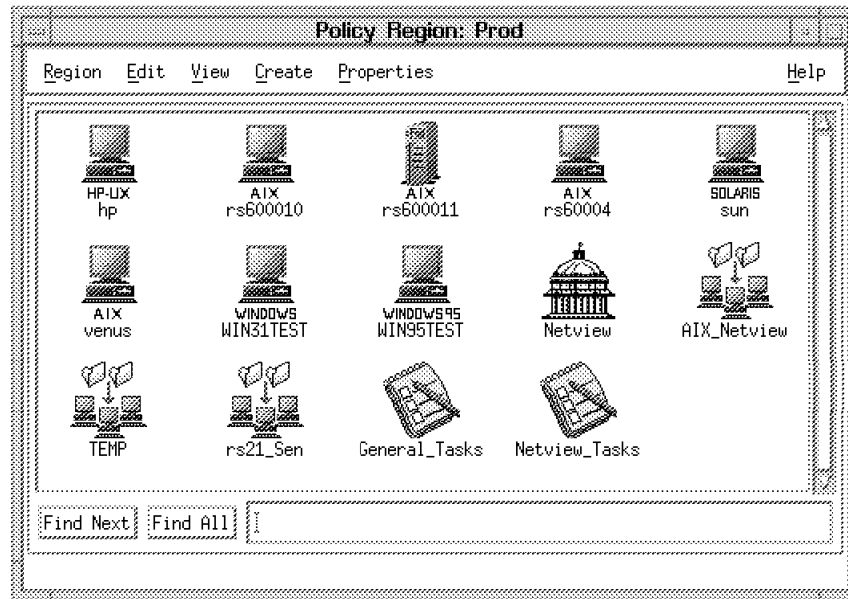 Policy Region: Prod
Region Edit View Create Properties Help
HP-UX AIX AIX AIX SOLARIS
hp rs600010 rs600011 rs60004 sun
AIX WINDOWS WINDOWS95
venus WIN31TEST WIN95TEST Netview AIX_Netview
TEMP rs21_Sen General_Tasks Netview_Tasks
Find Next Find All